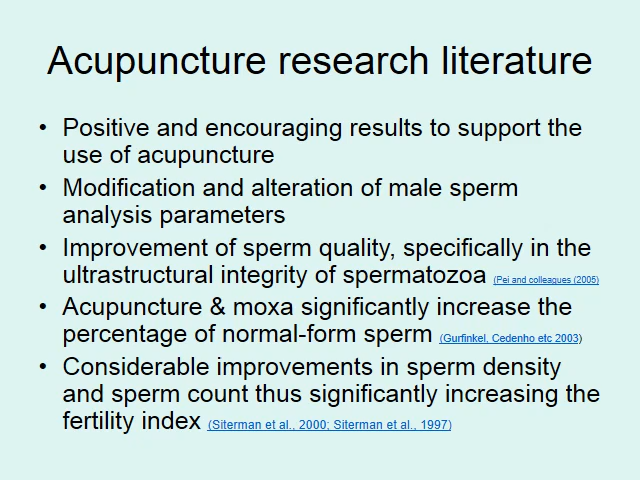 Acupuncture research literature
• Positive and encouraging results to support the
use of acupuncture
• Modification and alteration of male sperm
analysis parameters
• Improvement of sperm quality, specifically in the
ultrastructural integrity of spermatozoa (Pei and colleagues (2005)
• Acupuncture & moxa significantly increase the
percentage of normal-form sperm (Gurfinkel, Cedenho etc 2003)
• Considerable improvements in sperm density
and sperm count thus significantly increasing the
fertility index (Siterman et al., 2000; Siterman et al., 1997)